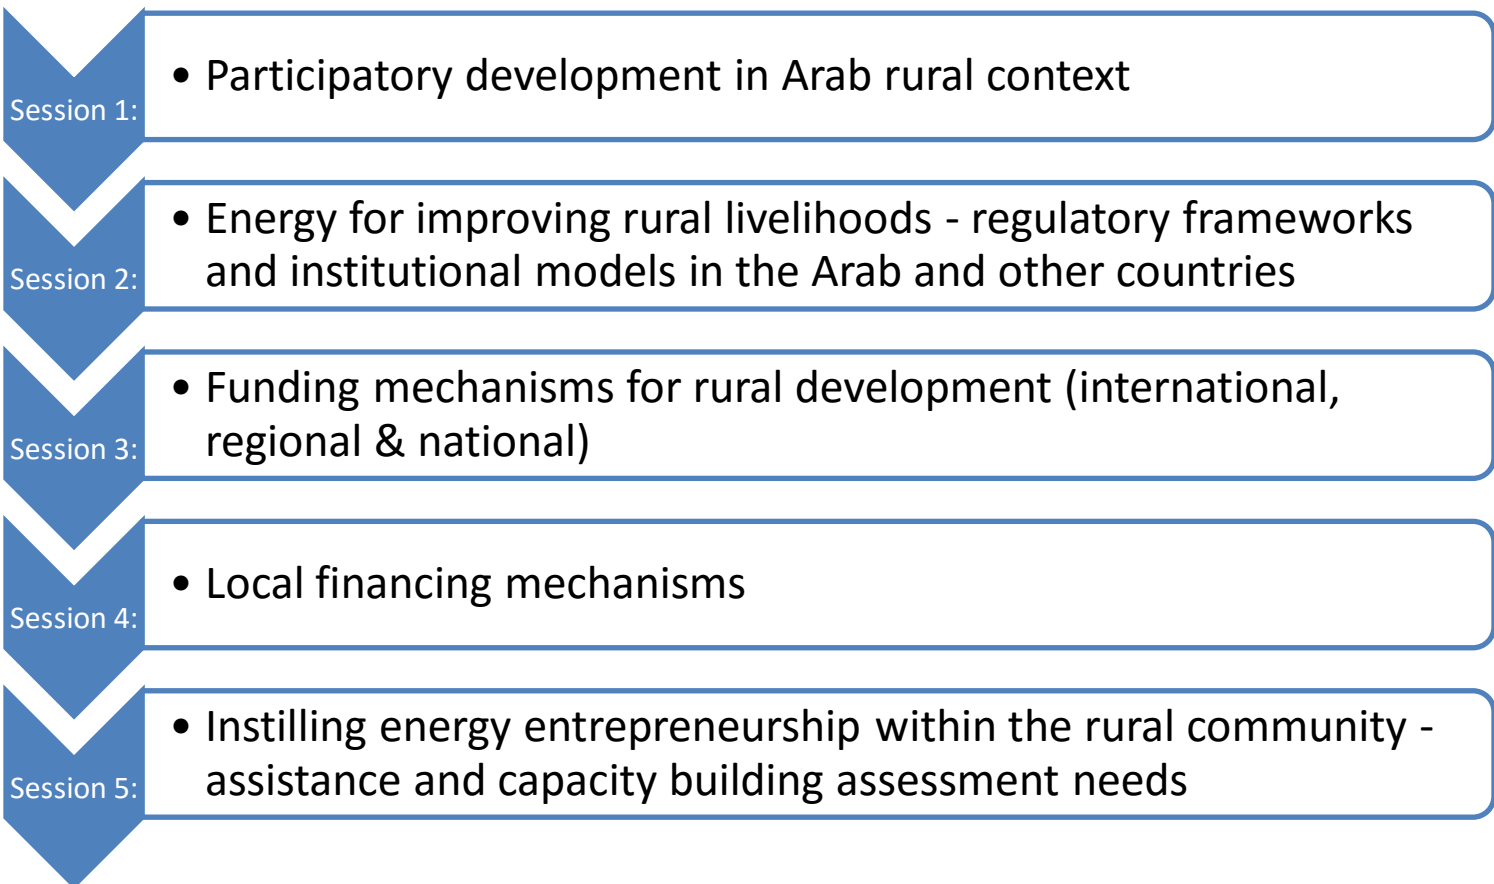 Session 1:
• Participatory development in Arab rural context
Session 2:
• Energy for improving rural livelihoods - regulatory frameworks
and institutional models in the Arab and other countries
Session 3:
• Funding mechanisms for rural development (international,
regional & national)
Session 4:
• Local financing mechanisms
Session 5:
• Instilling energy entrepreneurship within the rural community -
assistance and capacity building assessment needs